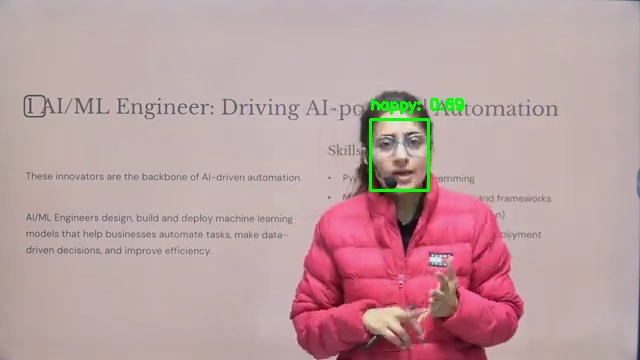 1 AI/ML Engineer: Driving AI-po Automation
happy: 0.69
Skills
These innovators are the backbone of AI-driven automation.
AI/ML Engineers design, build and deploy machine learning
models that help businesses automate tasks, make data-
driven decisions, and improve efficiency.
and frameworks